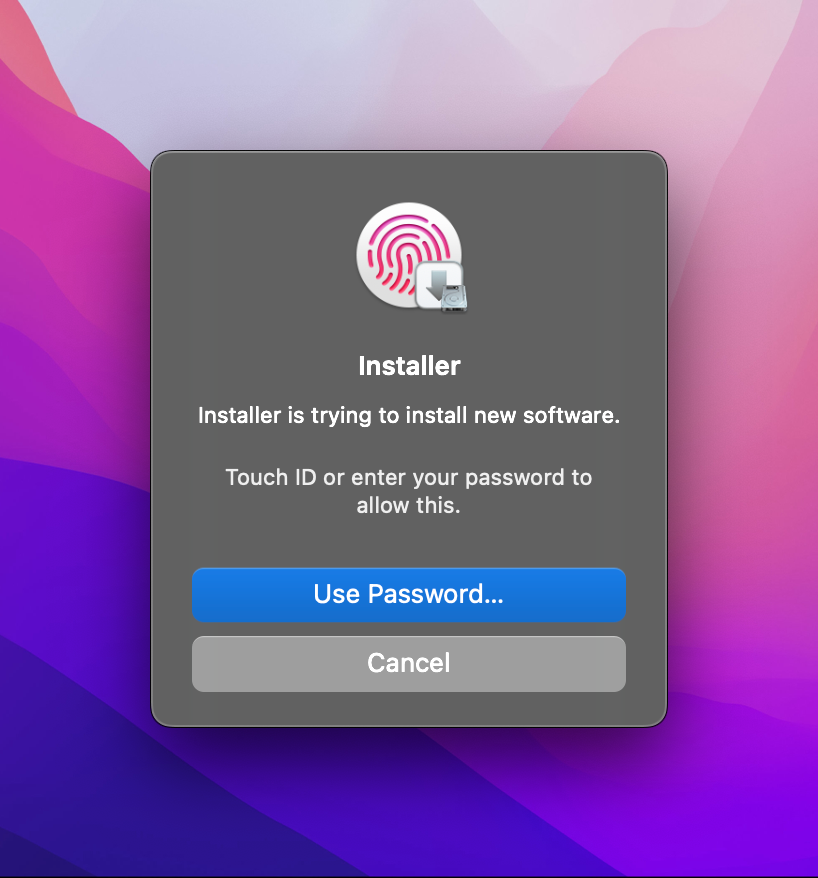 Installer
Installer is trying to install new software.
Touch ID or enter your password to
allow this.
Use Password...
Cancel